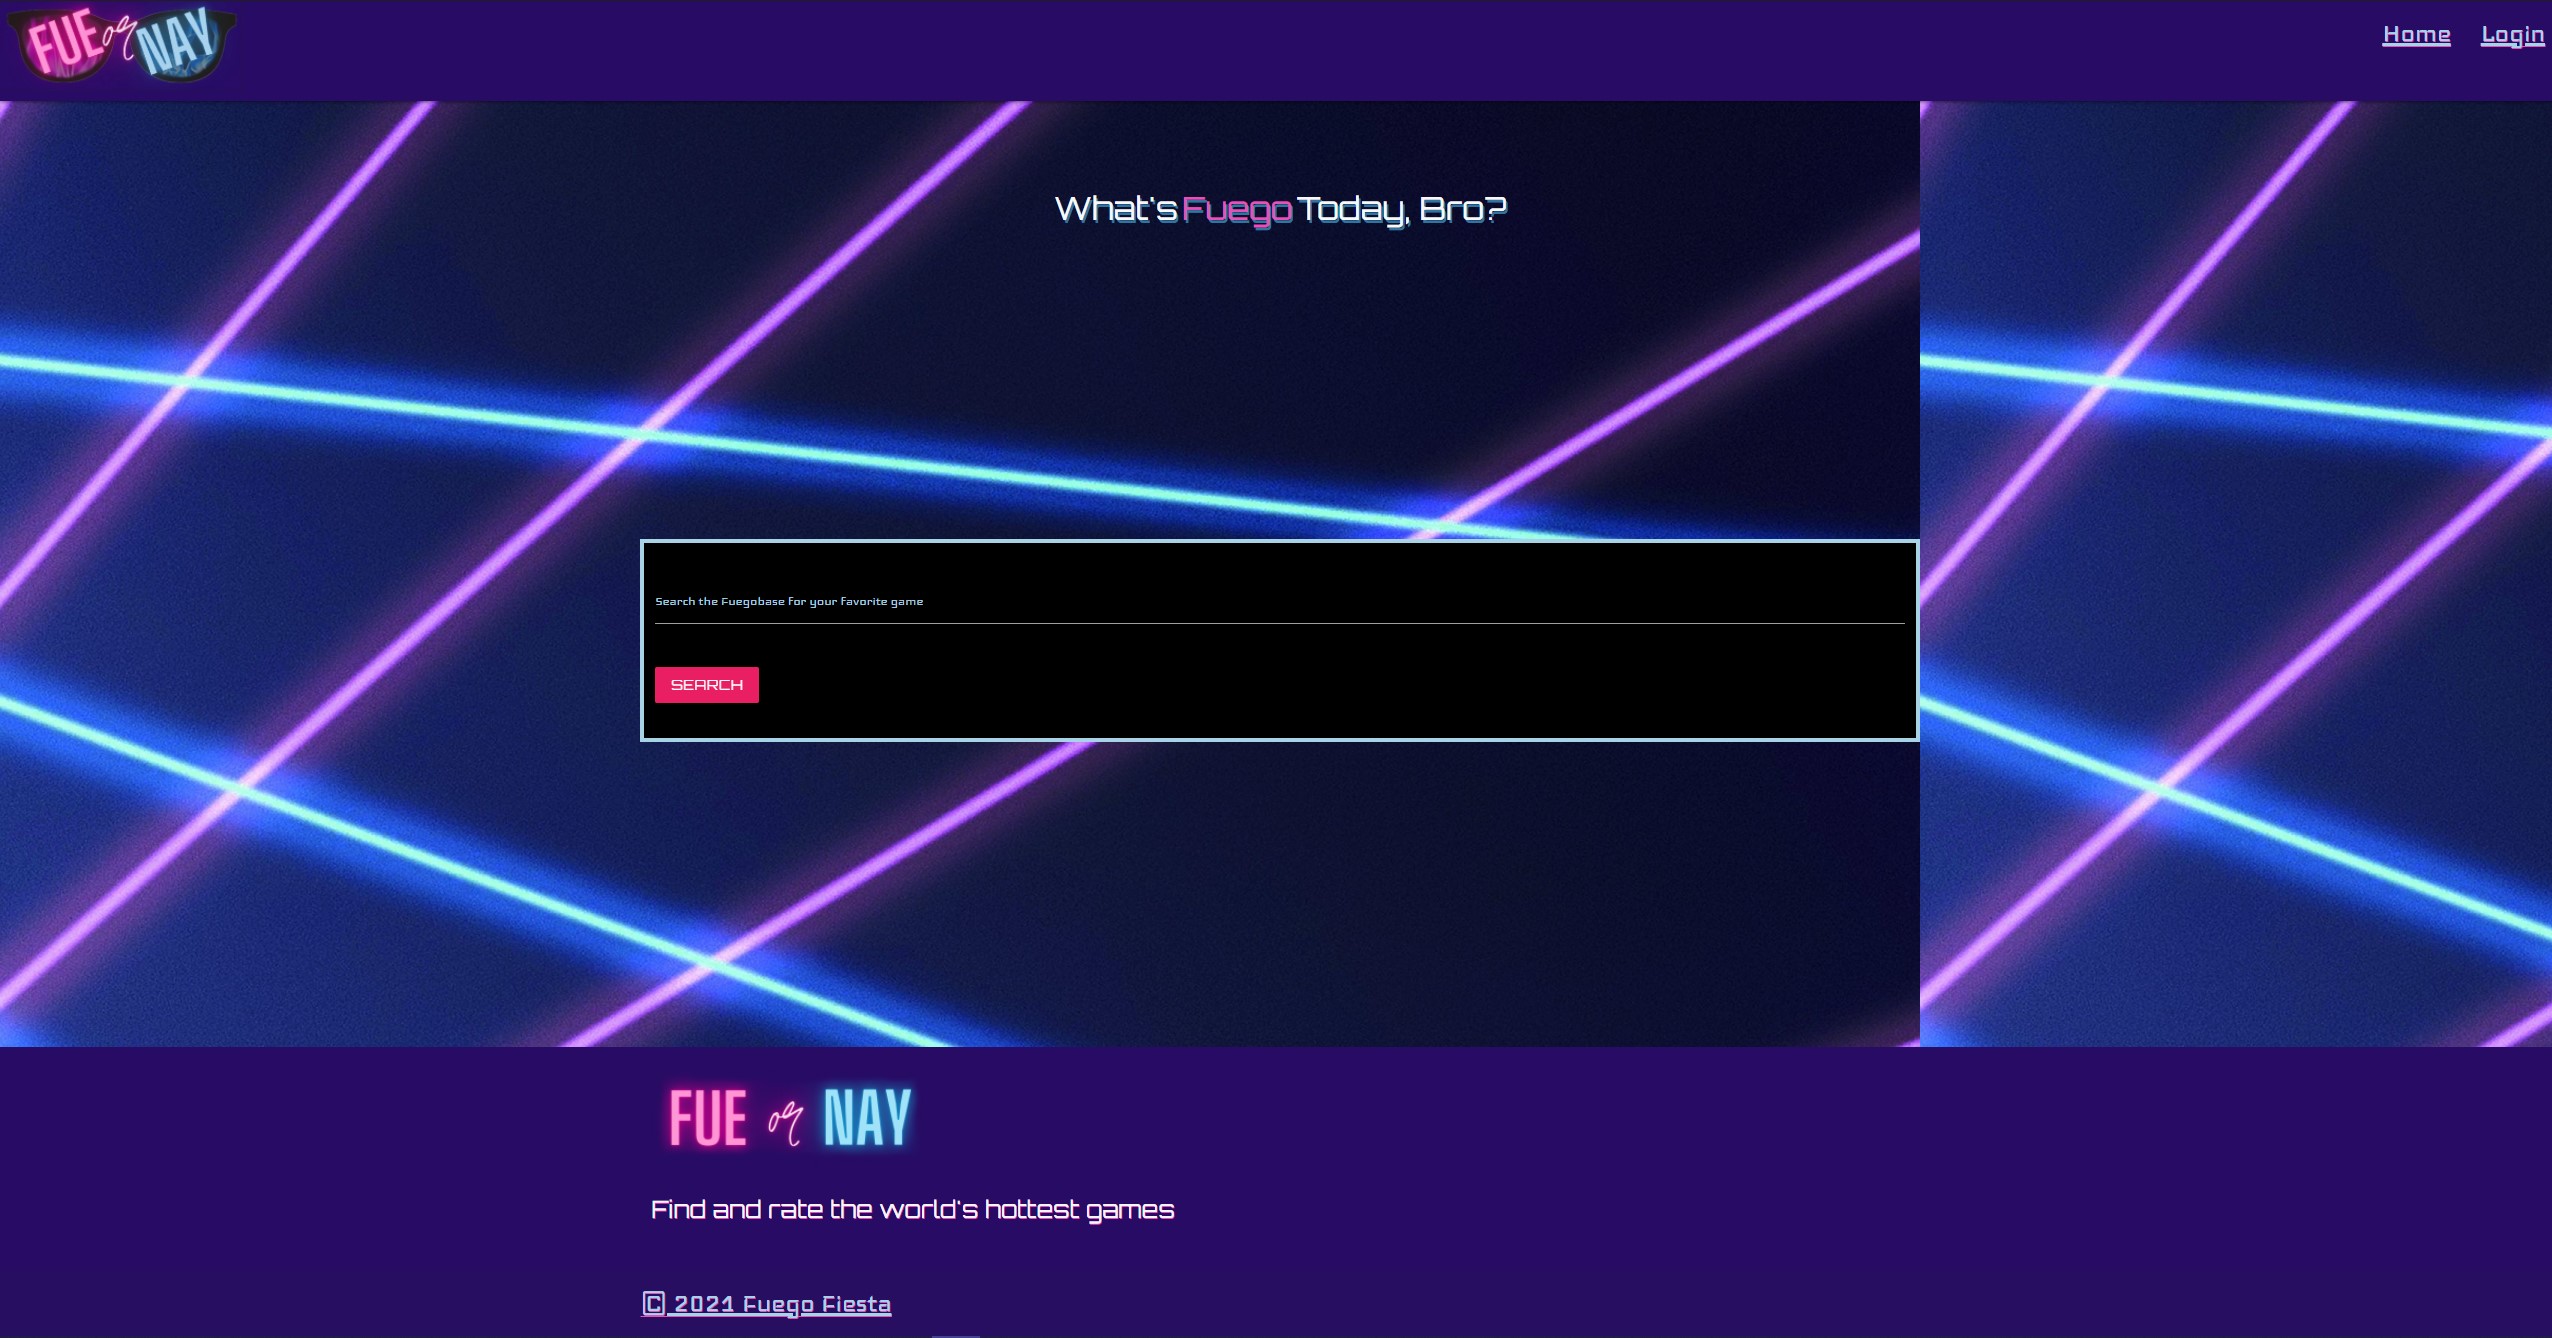 FUE or NAY
Home Login
What's Fuego Today, Bro?
Search the Fuegobase for your favorite game
SEARCH
FUE or NAY
Find and rate the world's hottest games
© 2021 Fuego Fiesta